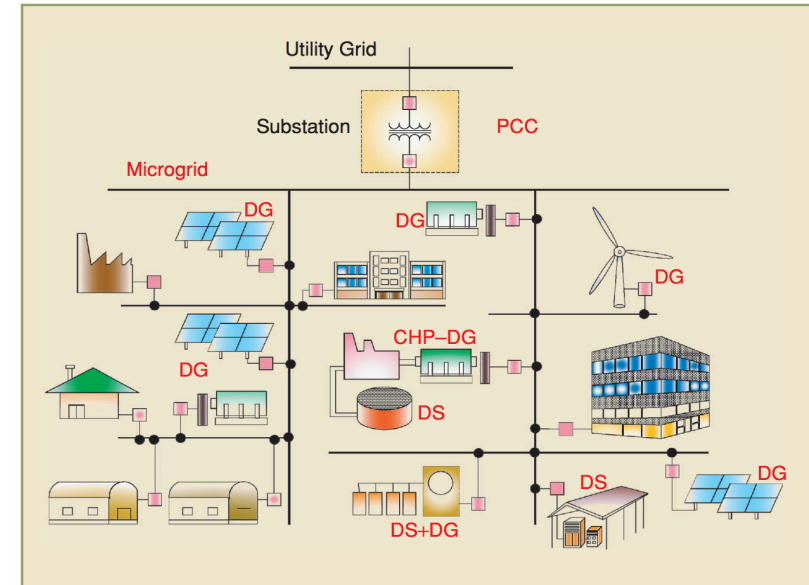 Utility Grid
Substation
PCC
Microgrid
DG
DG
DG
CHP–DG
DG
DS
DS
DG
DS+DG